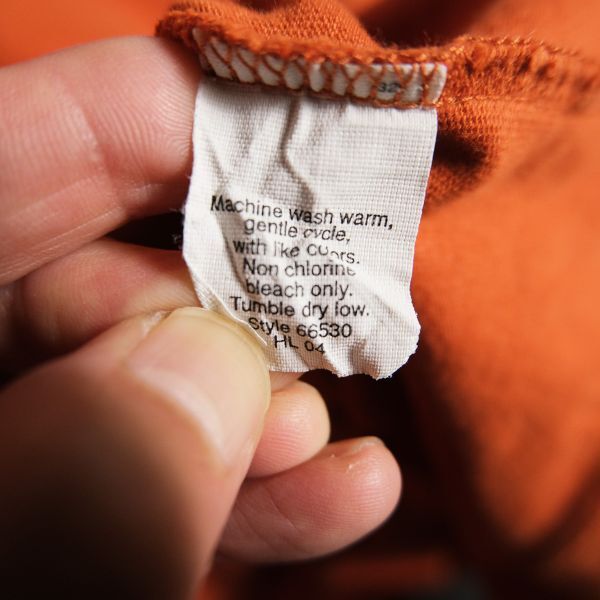 32
Machine wash warm,
gentle cycle,
with like colors.
Non chlorine
bleach only.
Tumble dry low.
Style 66530
HL 04